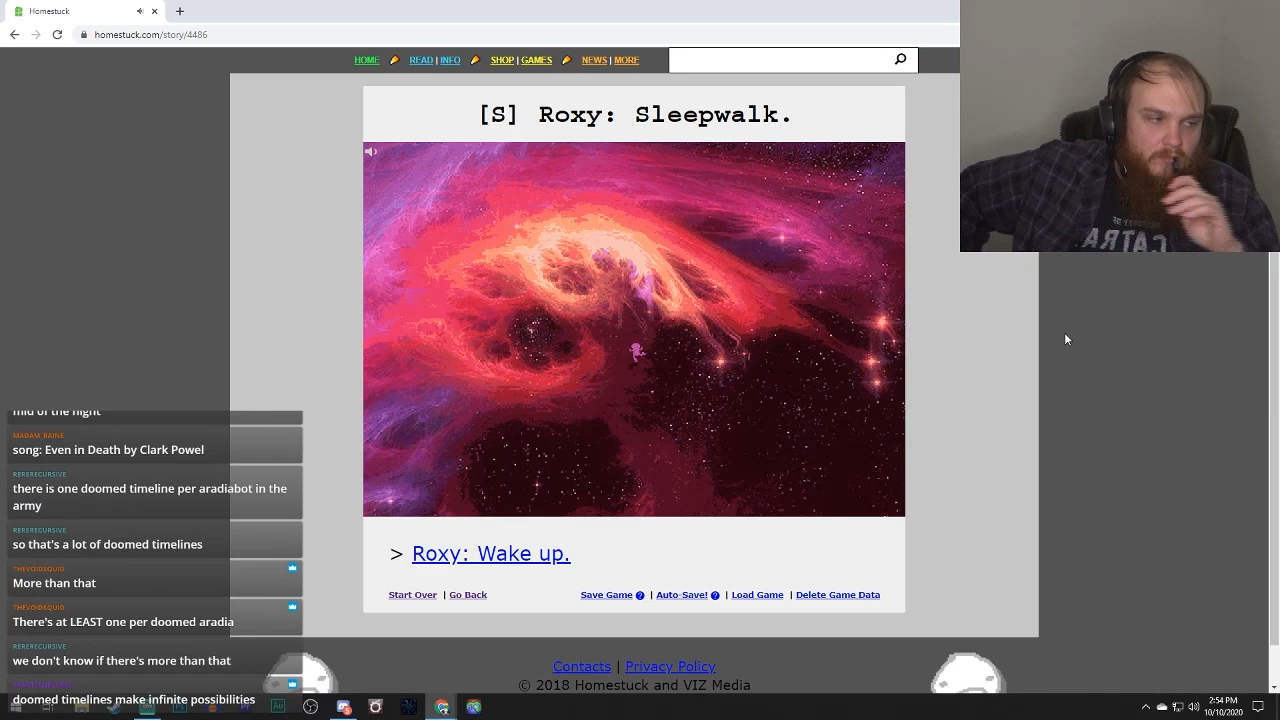 Homestuck
homestuck.com/story/4486
HOME READ | INFO SHOP | GAMES NEWS | MORE
[S] Roxy: Sleepwalk.
> Roxy: Wake up.
Start Over | Go Back Save Game ? | Auto-Save! ? | Load Game | Delete Game Data
Contacts | Privacy Policy
© 2018 Homestuck and VIZ Media
mid of the night
MADAM_RAINE
song: Even in Death by Clark Powel
RERERECURSIVE
there is one doomed timeline per aradiabot in the
army
RERERECURSIVE
so that's a lot of doomed timelines
THEVOIDSQUID
More than that
THEVOIDSQUID
There's at LEAST one per doomed aradia
RERERECURSIVE
we don't know if there's more than that
doomed timelines make infinite possibilities
2:54 PM
10/10/2020